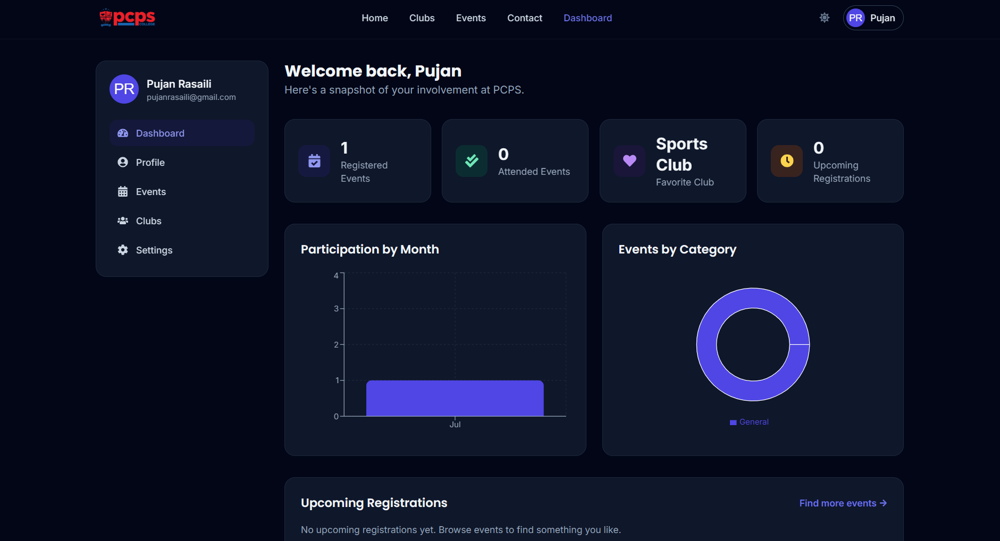 pcps
COLLEGE
Home Clubs Events Contact Dashboard
PR Pujan
PR Pujan Rasaili
pujanrasaili@gmail.com
Dashboard
Profile
Events
Clubs
Settings
Welcome back, Pujan
Here's a snapshot of your involvement at PCPS.
1
Registered
Events
0
Attended Events
Sports
Club
Favorite Club
0
Upcoming
Registrations
Participation by Month
4
3
2
1
0
Jul
Events by Category
General
Upcoming Registrations
Find more events
No upcoming registrations yet. Browse events to find something you like.